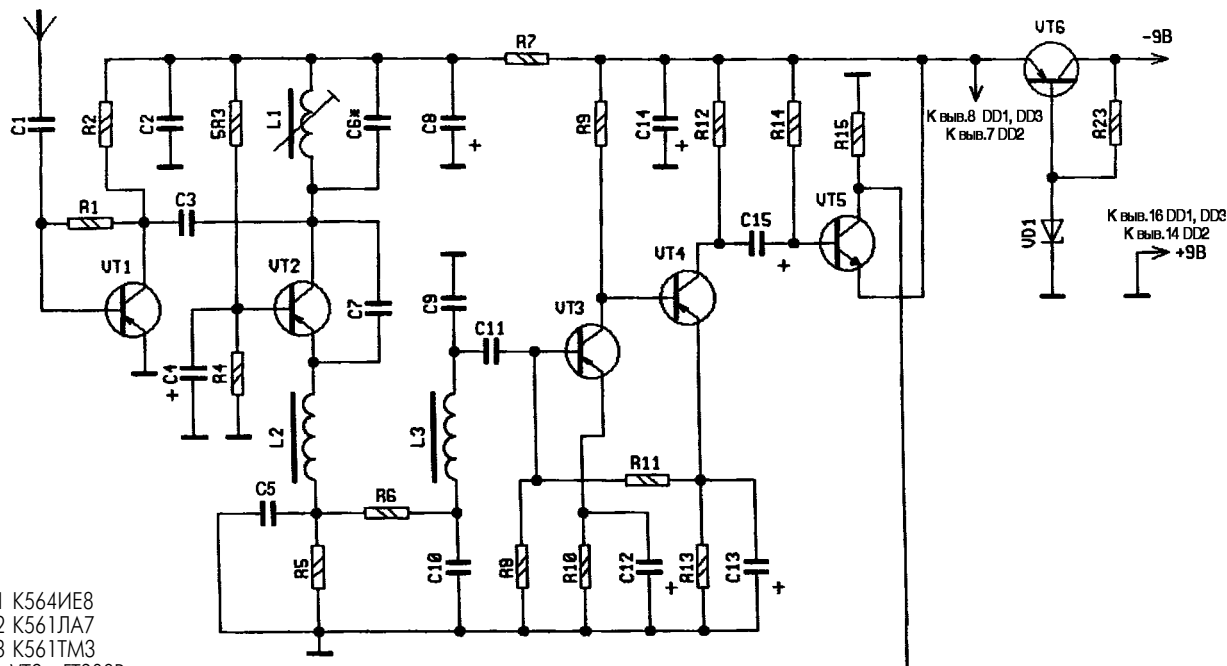 VT6
-9В
R7
C1
R2
C2
5R3
L1
C6*
C8
+
R9
C14
+
R12
R14
R15
К выв.8 DD1, DD3
К выв.7 DD2
R23
R1
C3
VT1
VT2
C7
C9
C11
VT3
VT4
C15
+
VT5
VD1
К выв.16 DD1, DD3
К выв.14 DD2
+9В
C4
+
R4
L2
L3
R11
C5
R6
R5
C10
R8
R10
C12
+
R13
C13
+
1 К564ИЕ8
2 К561ЛА7
3 К561ТМ3